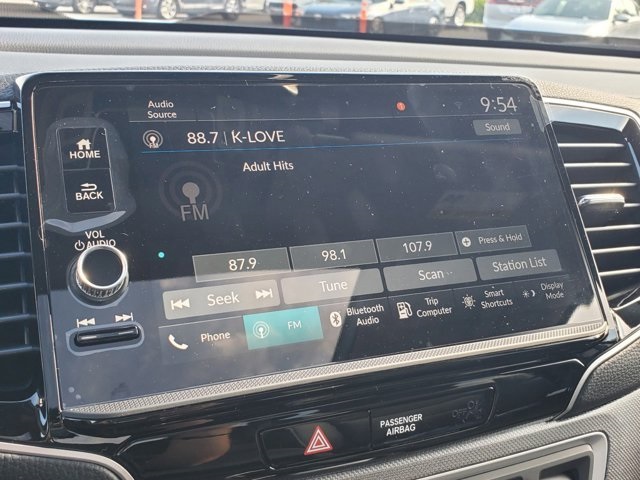 Audio Source
9:54
88.7 | K-LOVE
Sound
HOME
Adult Hits
BACK
FM
VOL
AUDIO
87.9
98.1
107.9
Press & Hold
Seek
Tune
Scan
Station List
Phone
FM
Bluetooth Audio
Trip Computer
Smart Shortcuts
Display Mode
PASSENGER AIRBAG
OFF